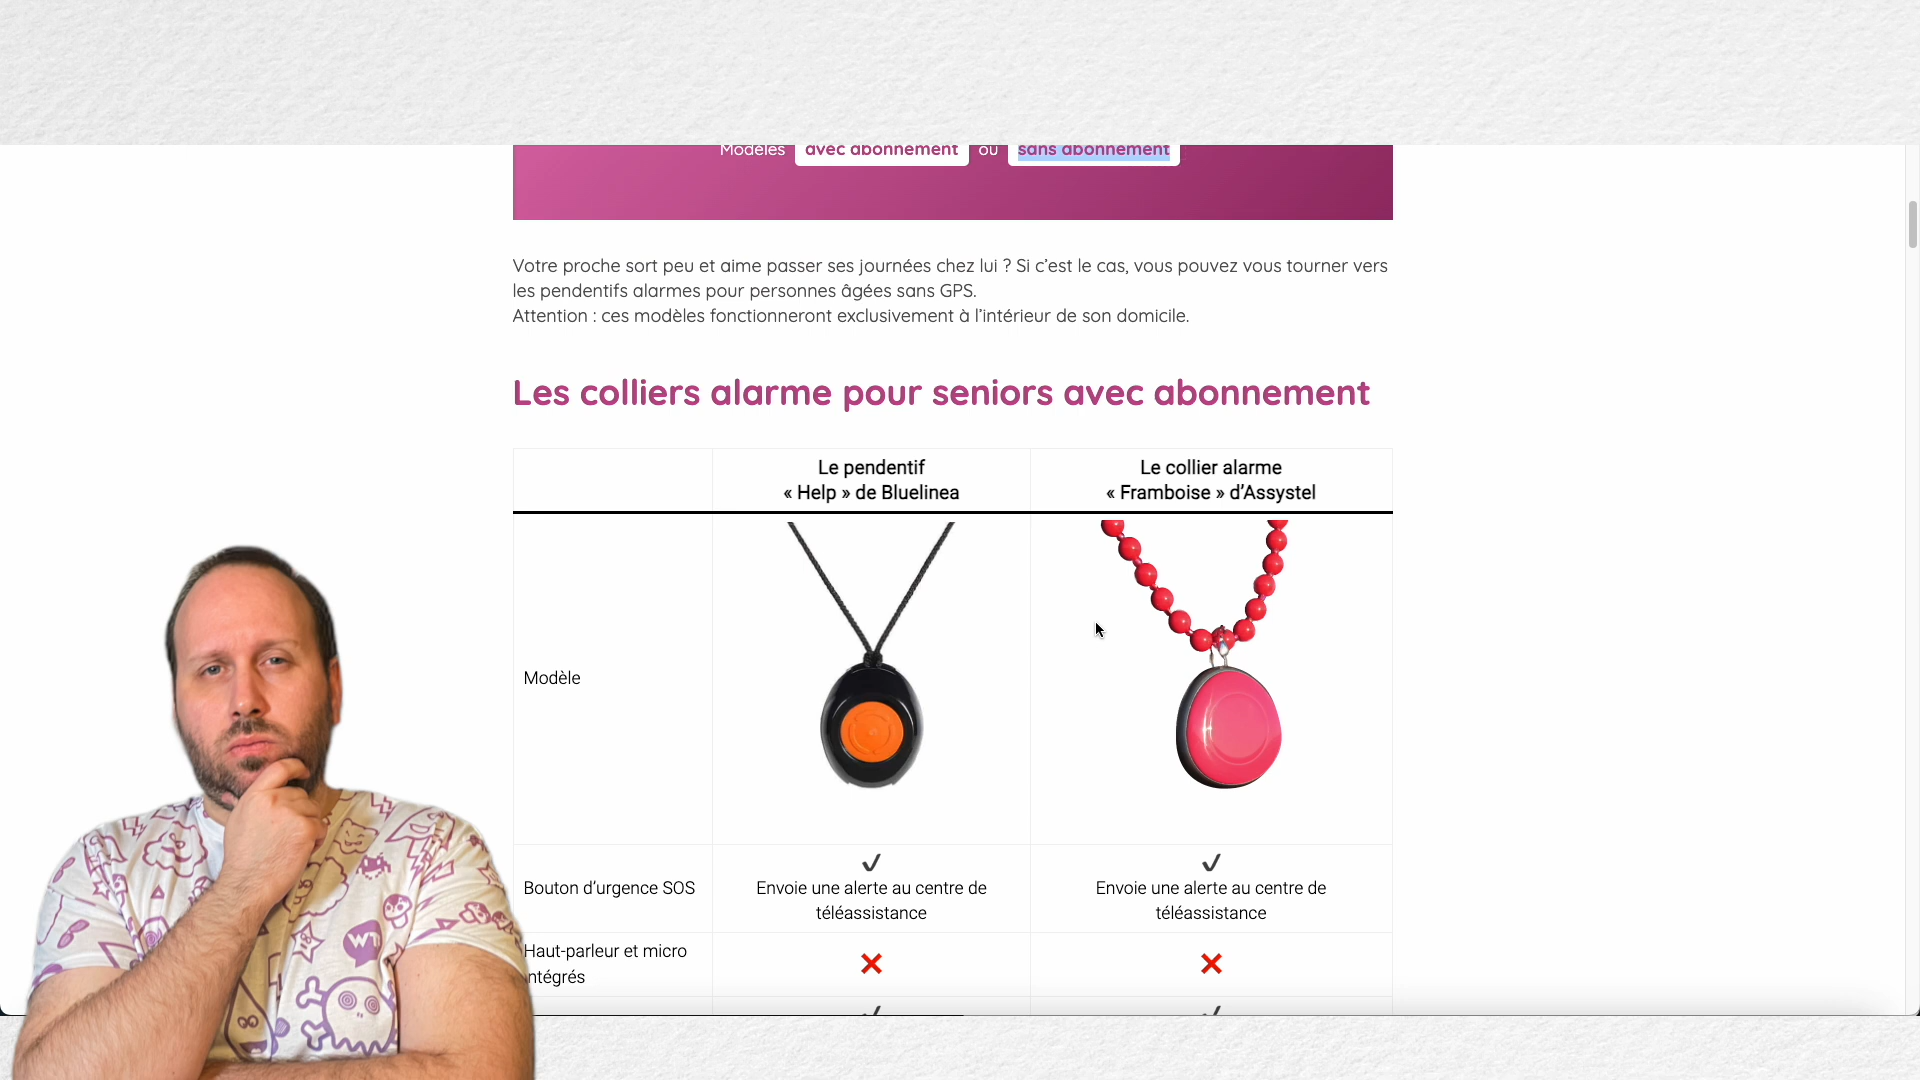 Modèles avec abonnement ou sans abonnement
Votre proche sort peu et aime passer ses journées chez lui ? Si c’est le cas, vous pouvez vous tourner vers
les pendentifs alarmes pour personnes âgées sans GPS.
Attention : ces modèles fonctionneront exclusivement à l’intérieur de son domicile.
Les colliers alarme pour seniors avec abonnement
Le pendentif
« Help » de Bluelinea
Le collier alarme
« Framboise » d’Assystel
Modèle
Bouton d’urgence SOS
Envoie une alerte au centre de
téléassistance
Envoie une alerte au centre de
téléassistance
Haut-parleur et micro
intégrés